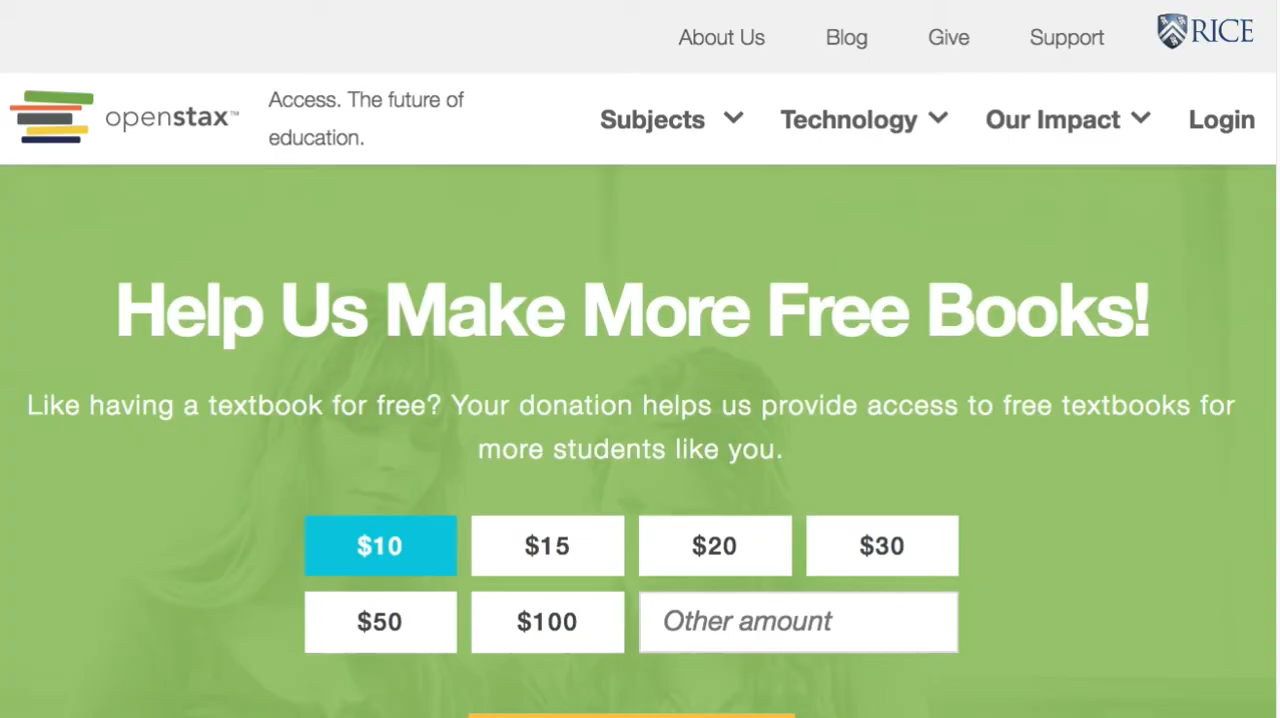 About Us Blog Give Support RICE
openstax™ Access. The future of
education.
Subjects Technology Our Impact Login
Help Us Make More Free Books!
Like having a textbook for free? Your donation helps us provide access to free textbooks for
more students like you.
$10 $15 $20 $30
$50 $100 Other amount